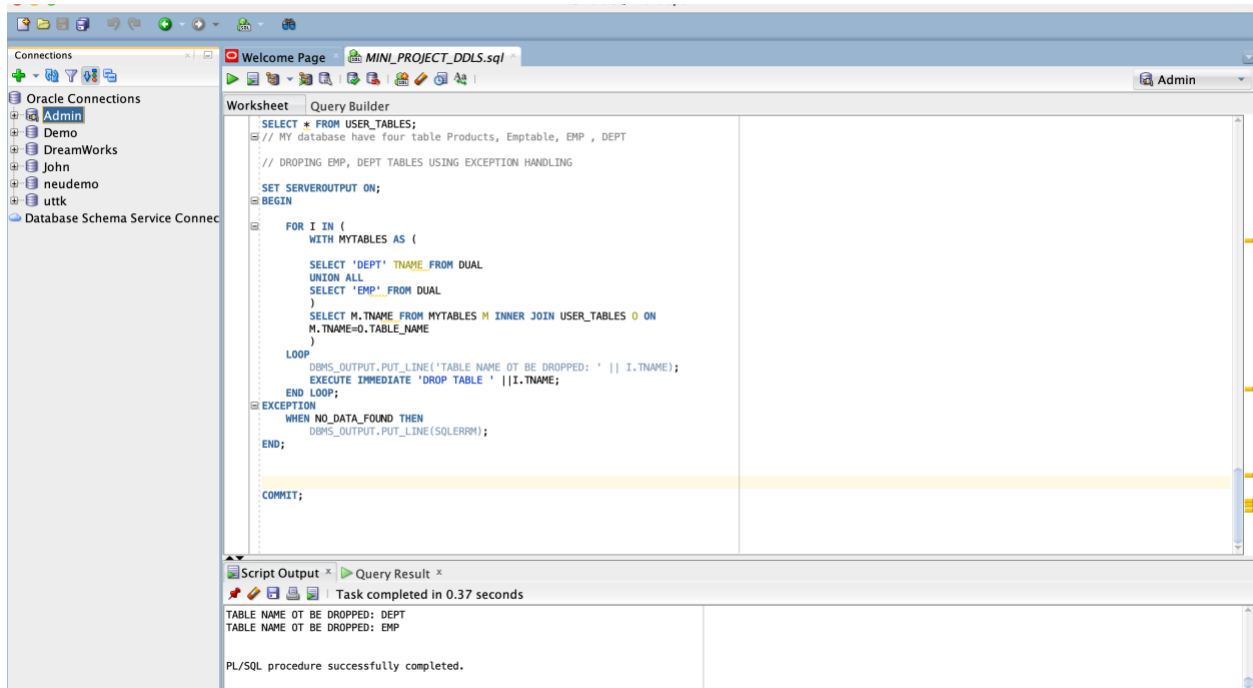 Connections
Welcome Page
MINI_PROJECT_DDLS.sql
Admin
Oracle Connections
Admin
Demo
DreamWorks
John
neudemo
uttk
Database Schema Service Connec
Worksheet Query Builder
SELECT * FROM USER_TABLES;
// MY database have four table Products, Emptable, EMP , DEPT
// DROPING EMP, DEPT TABLES USING EXCEPTION HANDLING
SET SERVEROUTPUT ON;
BEGIN
FOR I IN (
WITH MYTABLES AS (
SELECT 'DEPT' TNAME FROM DUAL
UNION ALL
SELECT 'EMP' FROM DUAL
)
SELECT M.TNAME FROM MYTABLES M INNER JOIN USER_TABLES O ON
M.TNAME=O.TABLE_NAME
)
LOOP
DBMS_OUTPUT.PUT_LINE('TABLE NAME OT BE DROPPED: ' || I.TNAME);
EXECUTE IMMEDIATE 'DROP TABLE ' ||I.TNAME;
END LOOP;
EXCEPTION
WHEN NO_DATA_FOUND THEN
DBMS_OUTPUT.PUT_LINE(SQLERRM);
END;
COMMIT;
Script Output Query Result
Task completed in 0.37 seconds
TABLE NAME OT BE DROPPED: DEPT
TABLE NAME OT BE DROPPED: EMP
PL/SQL procedure successfully completed.